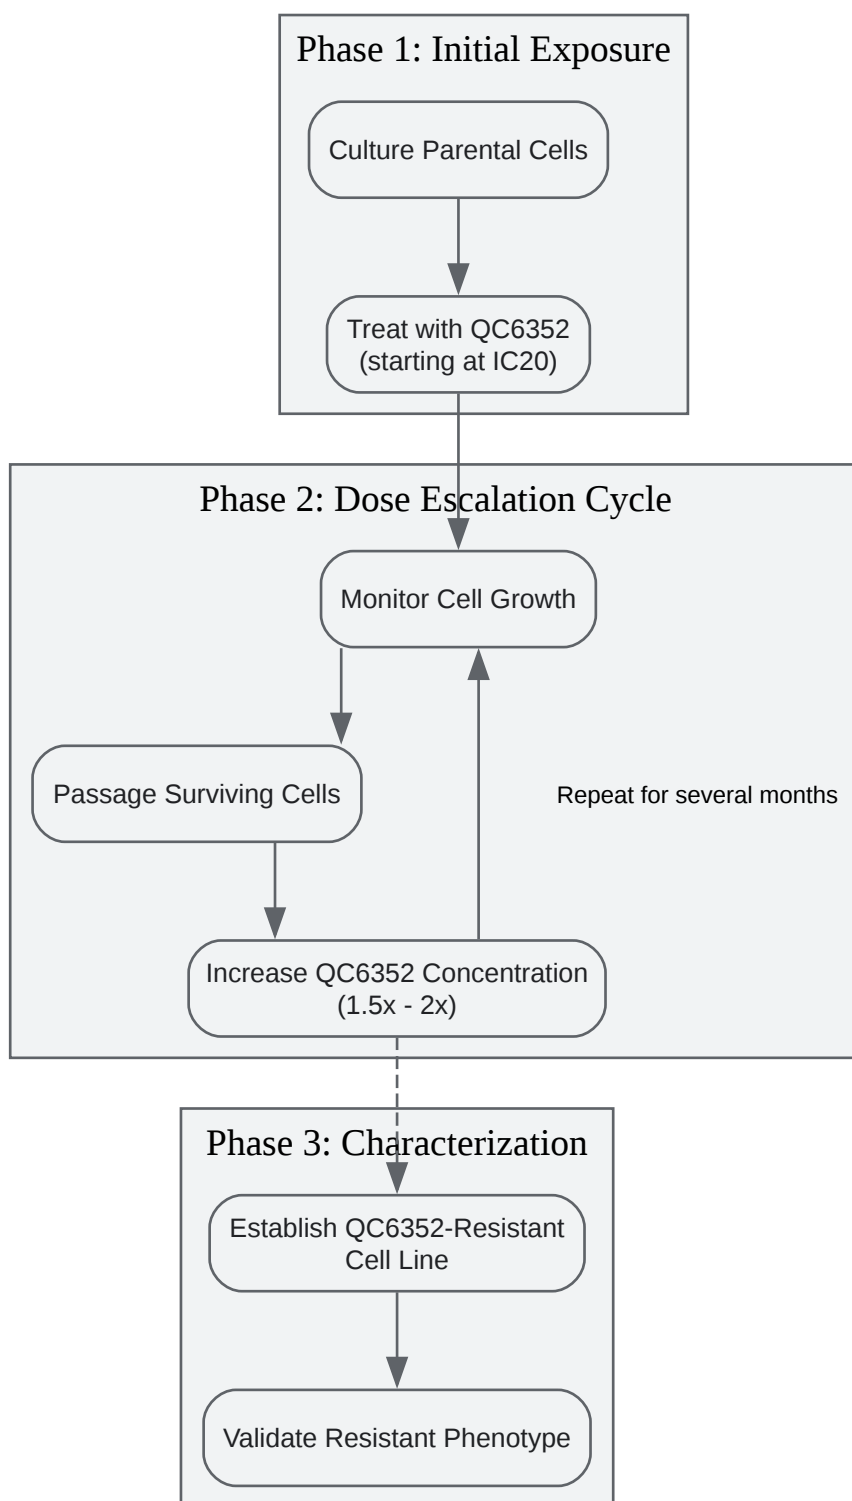 Phase 1: Initial Exposure
Culture Parental Cells
Treat with QC6352
(starting at IC20)
Phase 2: Dose Escalation Cycle
Monitor Cell Growth
Passage Surviving Cells
Repeat for several months
Increase QC6352 Concentration
(1.5x - 2x)
Phase 3: Characterization
Establish QC6352-Resistant
Cell Line
Validate Resistant Phenotype